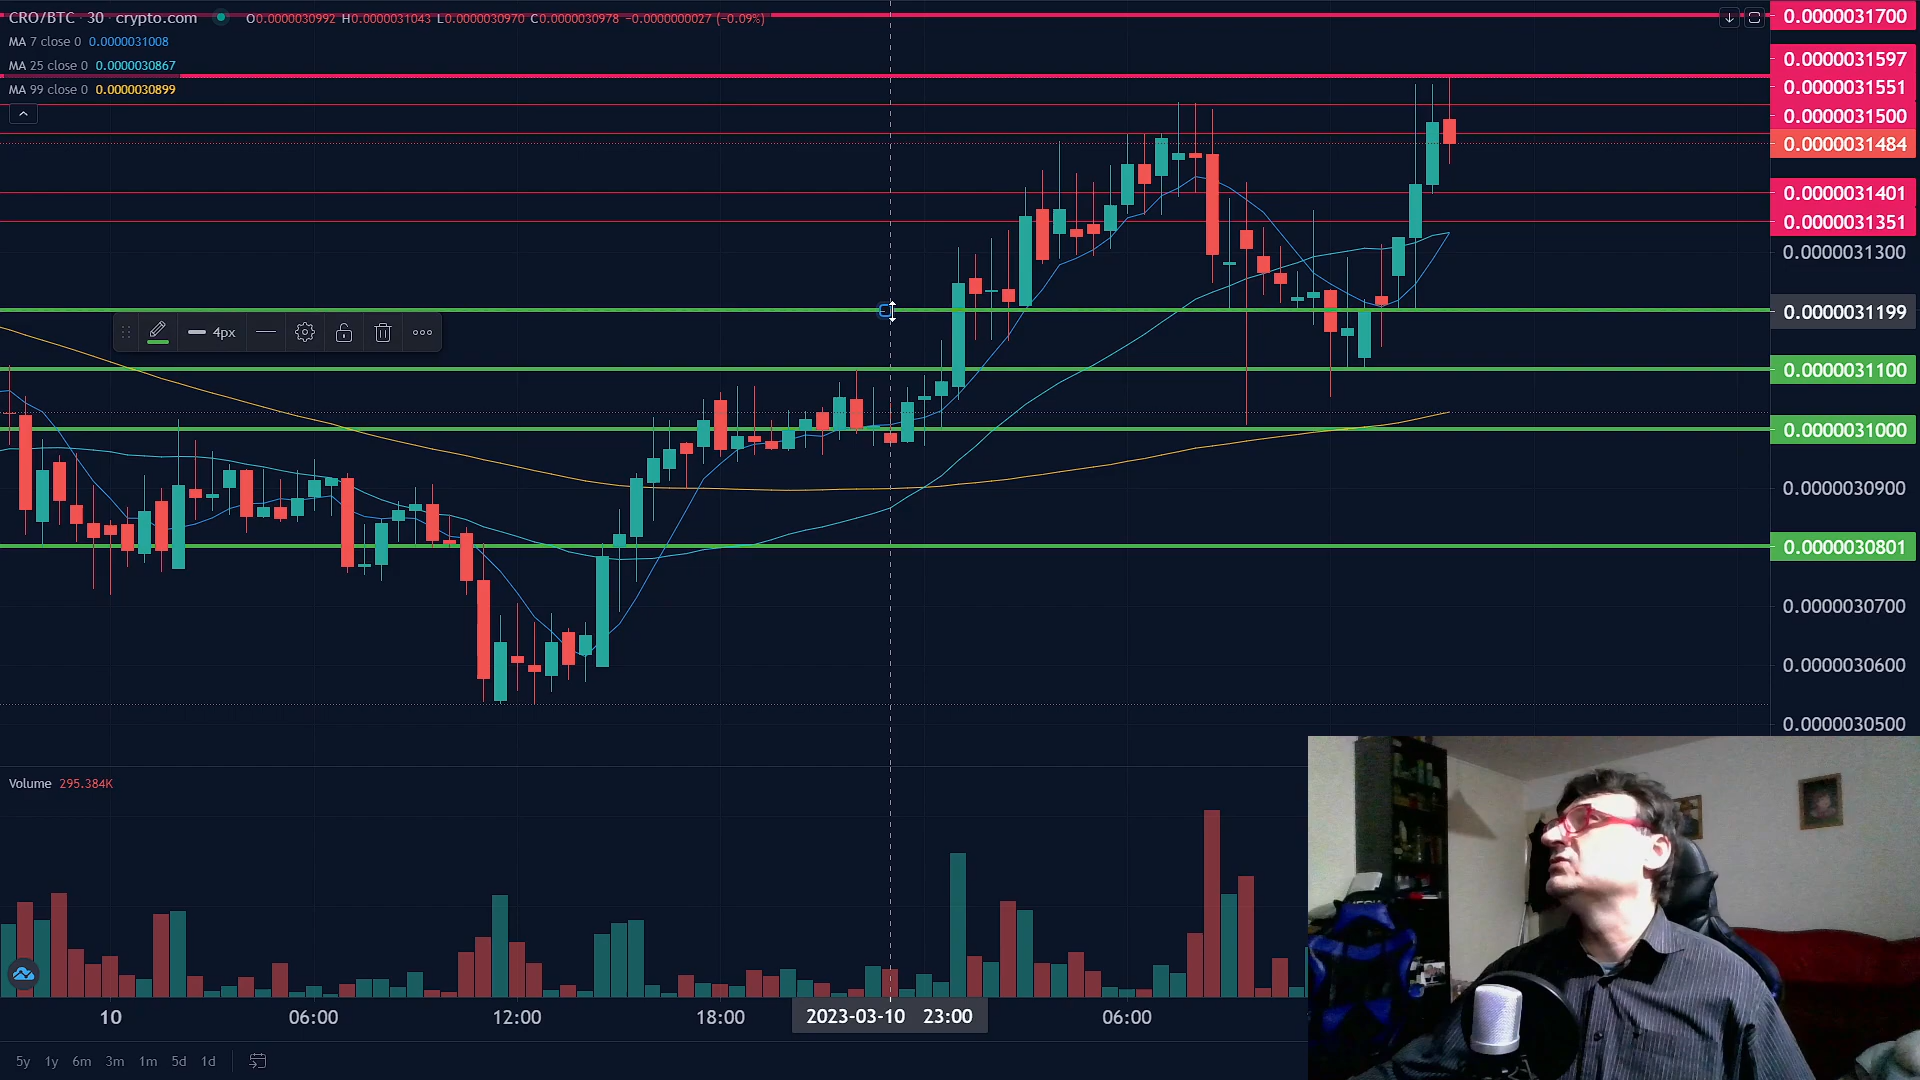 CRO/BTC · 30 · crypto.com O0.0000030992 H0.0000031043 L0.0000030970 C0.0000030978 −0.0000000027 (−0.09%)
MA 7 close 0 0.0000031008
MA 25 close 0 0.0000030867
MA 99 close 0 0.0000030899
0.0000031700
0.0000031597
0.0000031551
0.0000031500
0.0000031484
0.0000031401
0.0000031351
0.0000031300
0.0000031199
4px
0.0000031100
0.0000031000
0.0000030900
0.0000030801
0.0000030700
0.0000030600
0.0000030500
Volume 295.384K
10 06:00 12:00 18:00 2023-03-10 23:00 06:00
5y 1y 6m 3m 1m 5d 1d